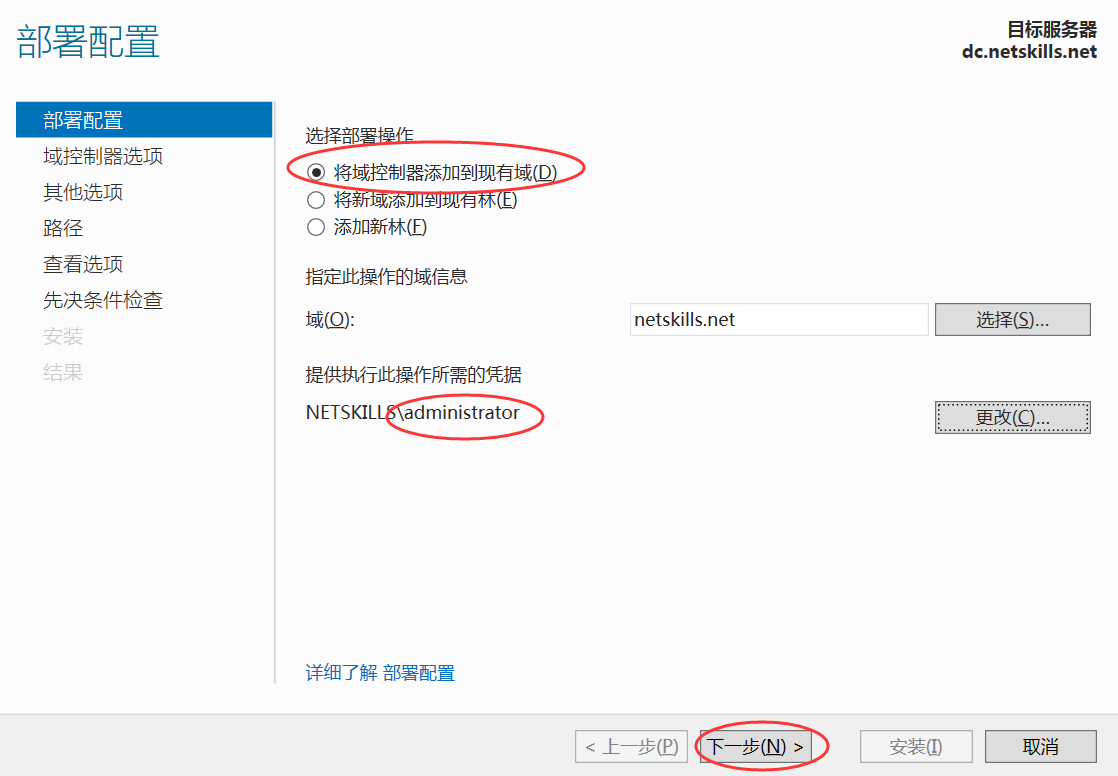 部署配置
目标服务器
dc.netskills.net
部署配置
域控制器选项
其他选项
路径
查看选项
先决条件检查
安装
结果
选择部署操作
将域控制器添加到现有域(D)
将新域添加到现有林(E)
添加新林(F)
指定此操作的域信息
域(O):
netskills.net
选择(S)...
提供执行此操作所需的凭据
NETSKILLS\administrator
更改(C)...
详细了解 部署配置
< 上一步(P)
下一步(N) >
安装(I)
取消